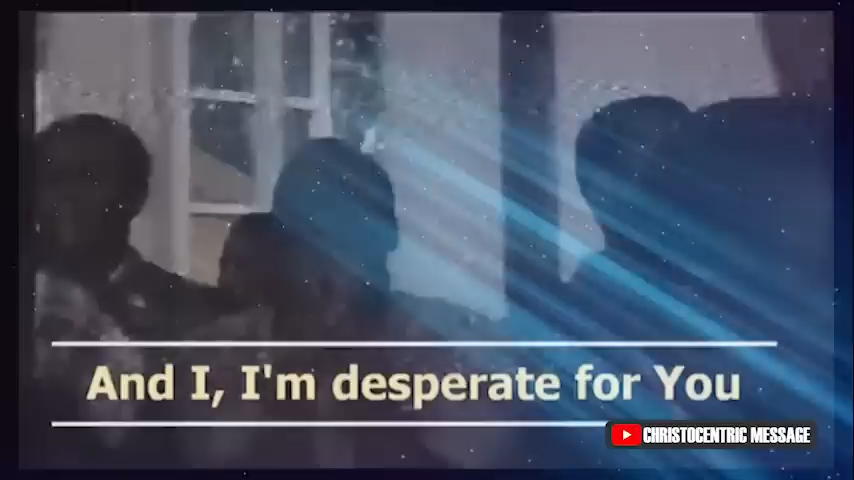 And I, I'm desperate for You
CHRISTOCENTRIC MESSAGE